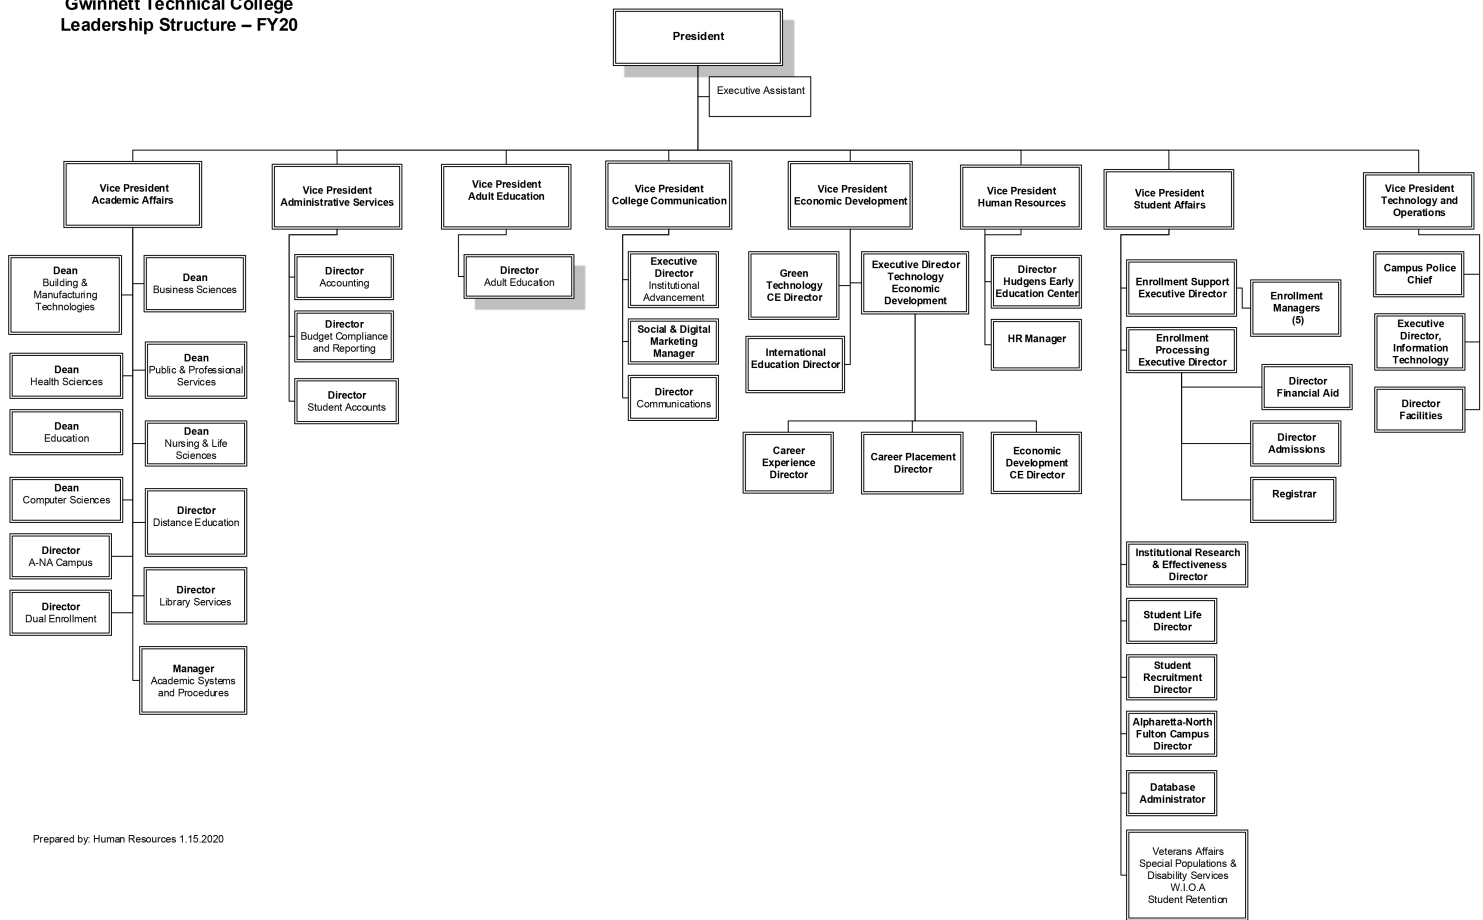 Gwinnett Technical College
Leadership Structure – FY20
President
Executive Assistant
Vice President
Academic Affairs
Vice President
Administrative Services
Vice President
Adult Education
Vice President
College Communication
Vice President
Economic Development
Vice President
Human Resources
Vice President
Student Affairs
Vice President
Technology and
Operations
Dean
Building &
Manufacturing
Technologies
Dean
Business Sciences
Dean
Health Sciences
Dean
Public & Professional
Services
Dean
Education
Dean
Nursing & Life
Sciences
Dean
Computer Sciences
Director
Distance Education
Director
A-NA Campus
Director
Library Services
Director
Dual Enrollment
Manager
Academic Systems
and Procedures
Director
Accounting
Director
Budget Compliance
and Reporting
Director
Student Accounts
Director
Adult Education
Executive
Director
Institutional
Advancement
Social & Digital
Marketing
Manager
Director
Communications
Green
Technology
CE Director
Executive Director
Technology
Economic
Development
International
Education Director
Career
Experience
Director
Career Placement
Director
Economic
Development
CE Director
Director
Hudgens Early
Education Center
HR Manager
Enrollment Support
Executive Director
Enrollment
Managers
(5)
Enrollment
Processing
Executive Director
Director
Financial Aid
Director
Admissions
Registrar
Institutional Research
& Effectiveness
Director
Student Life
Director
Student
Recruitment
Director
Alpharetta-North
Fulton Campus
Director
Database
Administrator
Veterans Affairs
Special Populations &
Disability Services
W.I.O.A
Student Retention
Campus Police
Chief
Executive
Director,
Information
Technology
Director
Facilities
Prepared by: Human Resources 1.15.2020